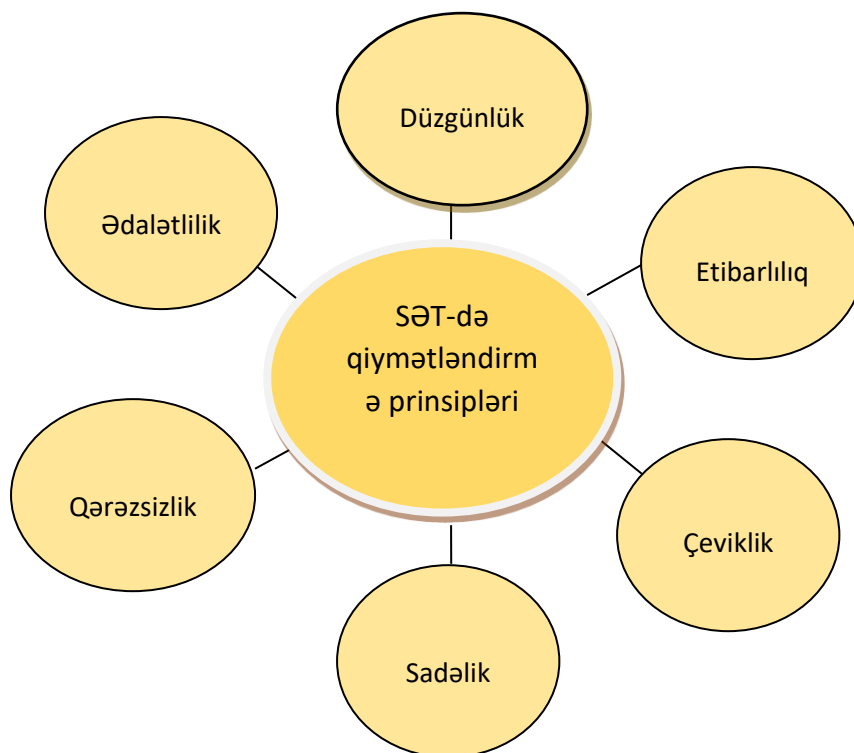 Düzgünlük
Ədalətlilik
Etibarlılıq
SƏT-də
qiymətləndirm
ə prinsipləri
Qərəzsizlik
Çeviklik
Sadəlik